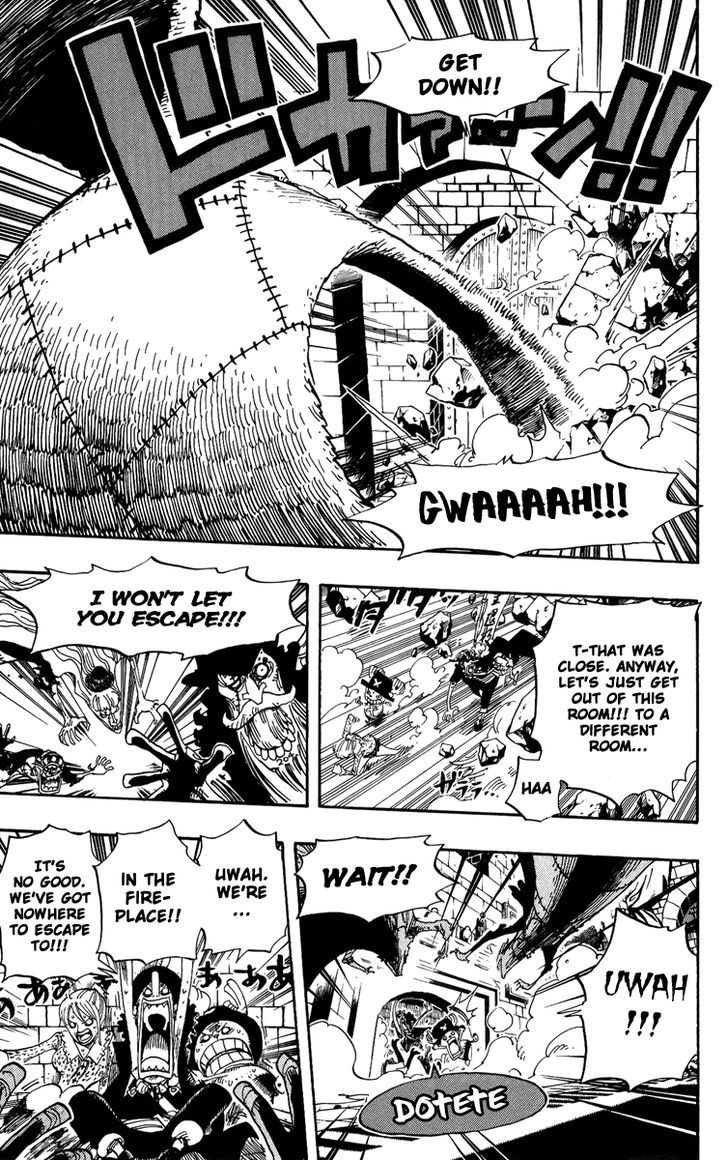 GET
DOWN!!
ドカァーーン!!
GWAAAAH!!!
T-THAT WAS
CLOSE. ANYWAY,
LET'S JUST GET
OUT OF THIS
ROOM!!! TO A
DIFFERENT
ROOM...
HAA
I WON'T LET
YOU ESCAPE!!!
WAIT!!
UWAH
!!!
DOTETE
UWAH.
WE'RE
...
IN THE
FIRE-
PLACE!!
IT'S
NO GOOD.
WE'VE GOT
NOWHERE
TO ESCAPE
TO!!!